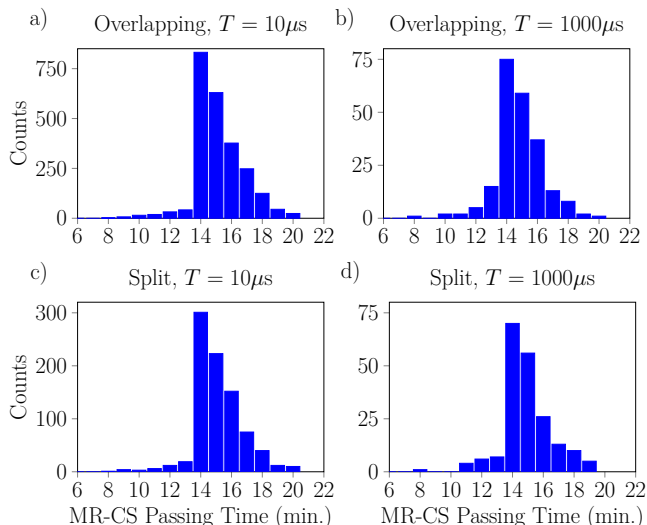 a) Overlapping, T = 10μs
b) Overlapping, T = 1000μs
Counts
750
500
250
0
6 8 10 12 14 16 18 20 22
75
50
25
0
6 8 10 12 14 16 18 20 22
c) Split, T = 10μs
d) Split, T = 1000μs
Counts
300
200
100
0
6 8 10 12 14 16 18 20 22
MR-CS Passing Time (min.)
75
50
25
0
6 8 10 12 14 16 18 20 22
MR-CS Passing Time (min.)